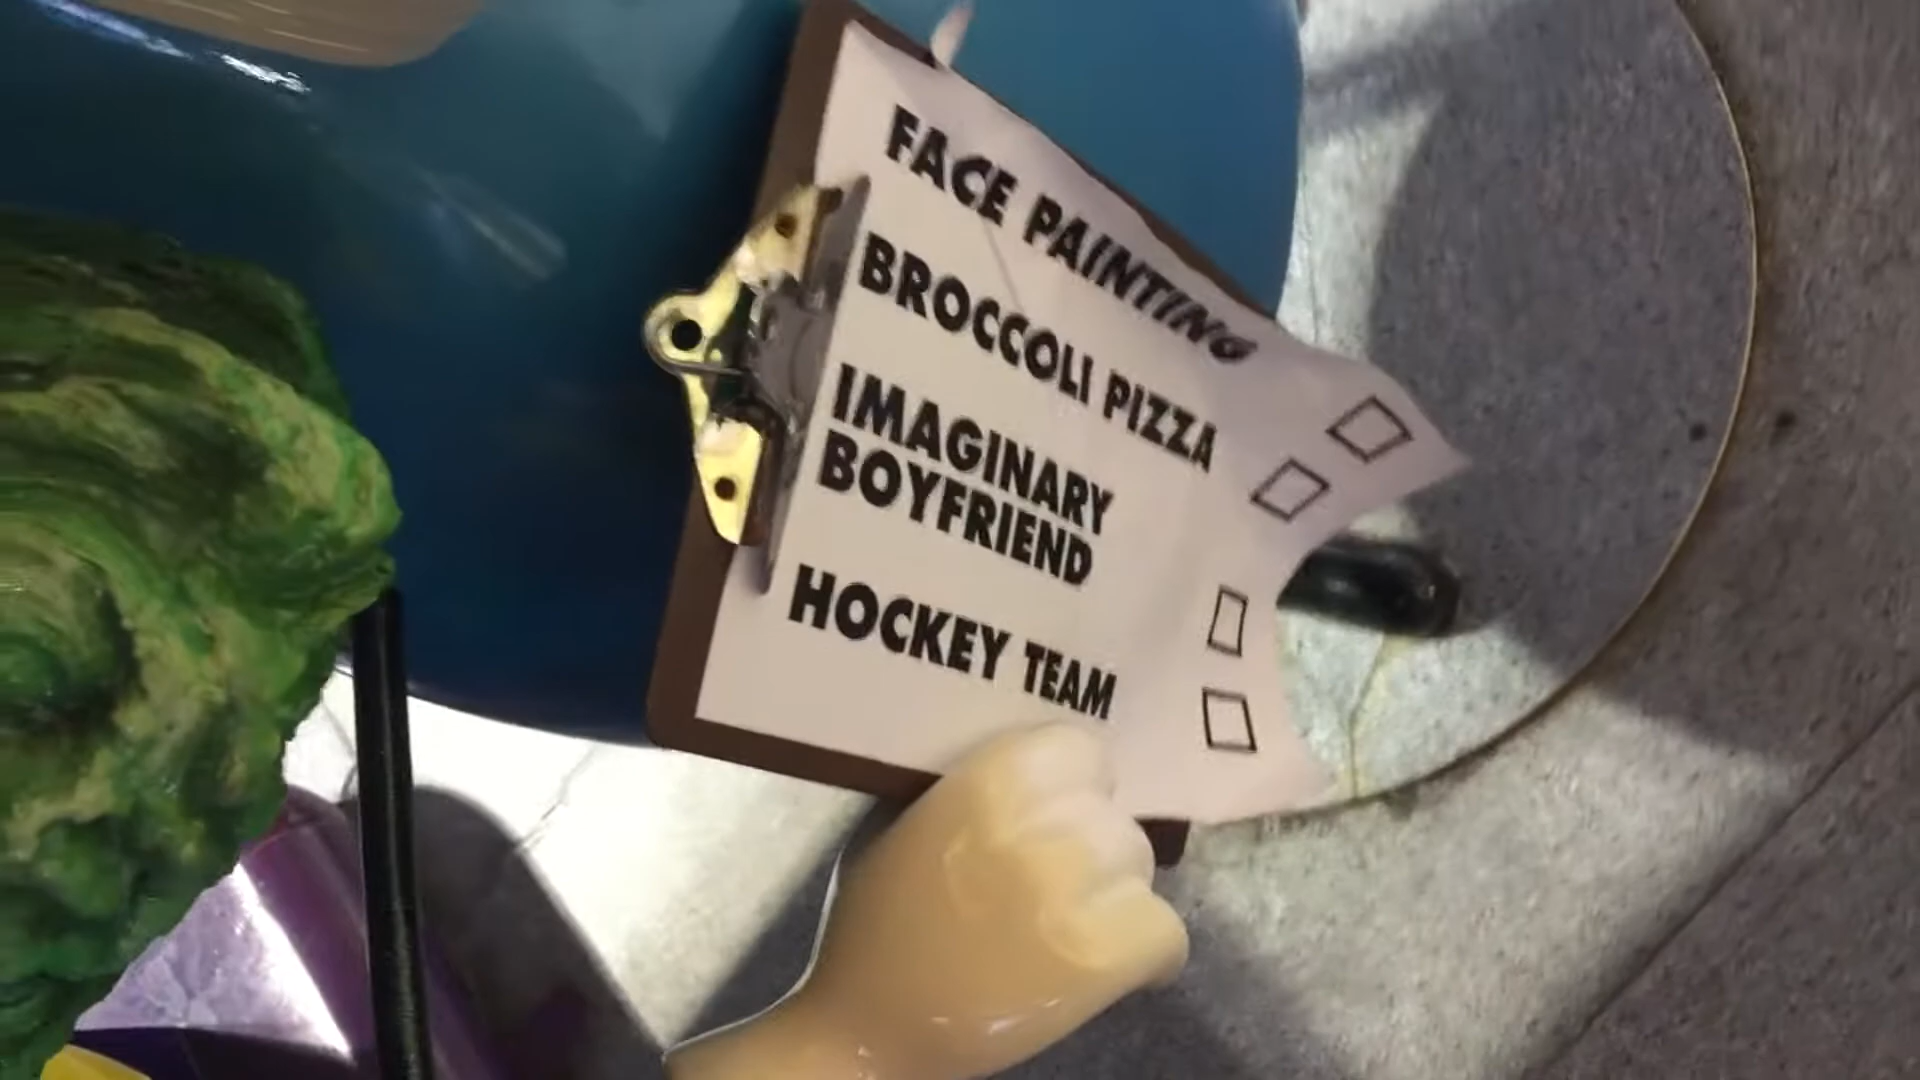 FACE PAINTING
BROCCOLI PIZZA
IMAGINARY
BOYFRIEND
HOCKEY TEAM